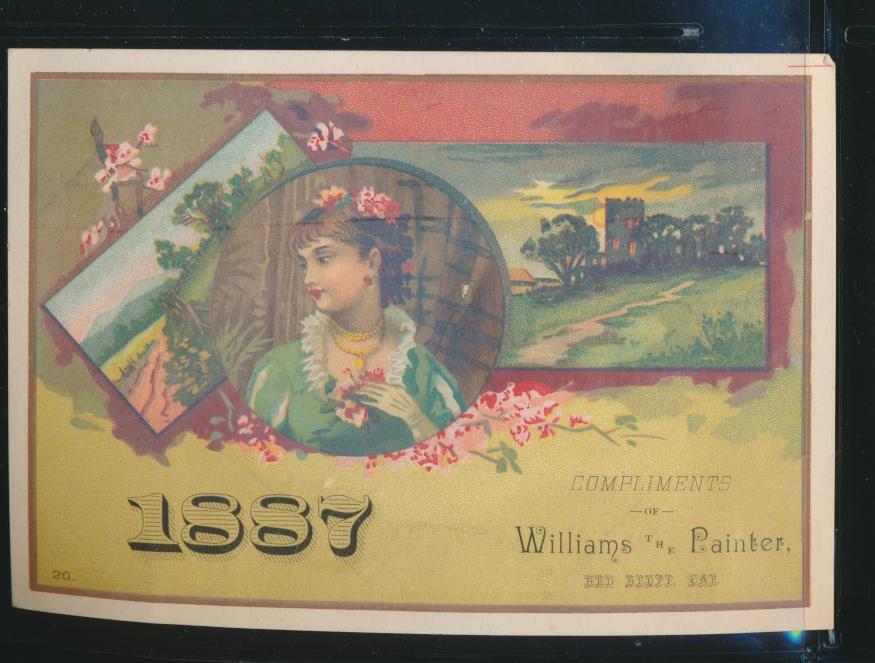 1887
20.
COMPLIMENTS
—OF—
Williams THE Painter,
RED BLUFF, CAL